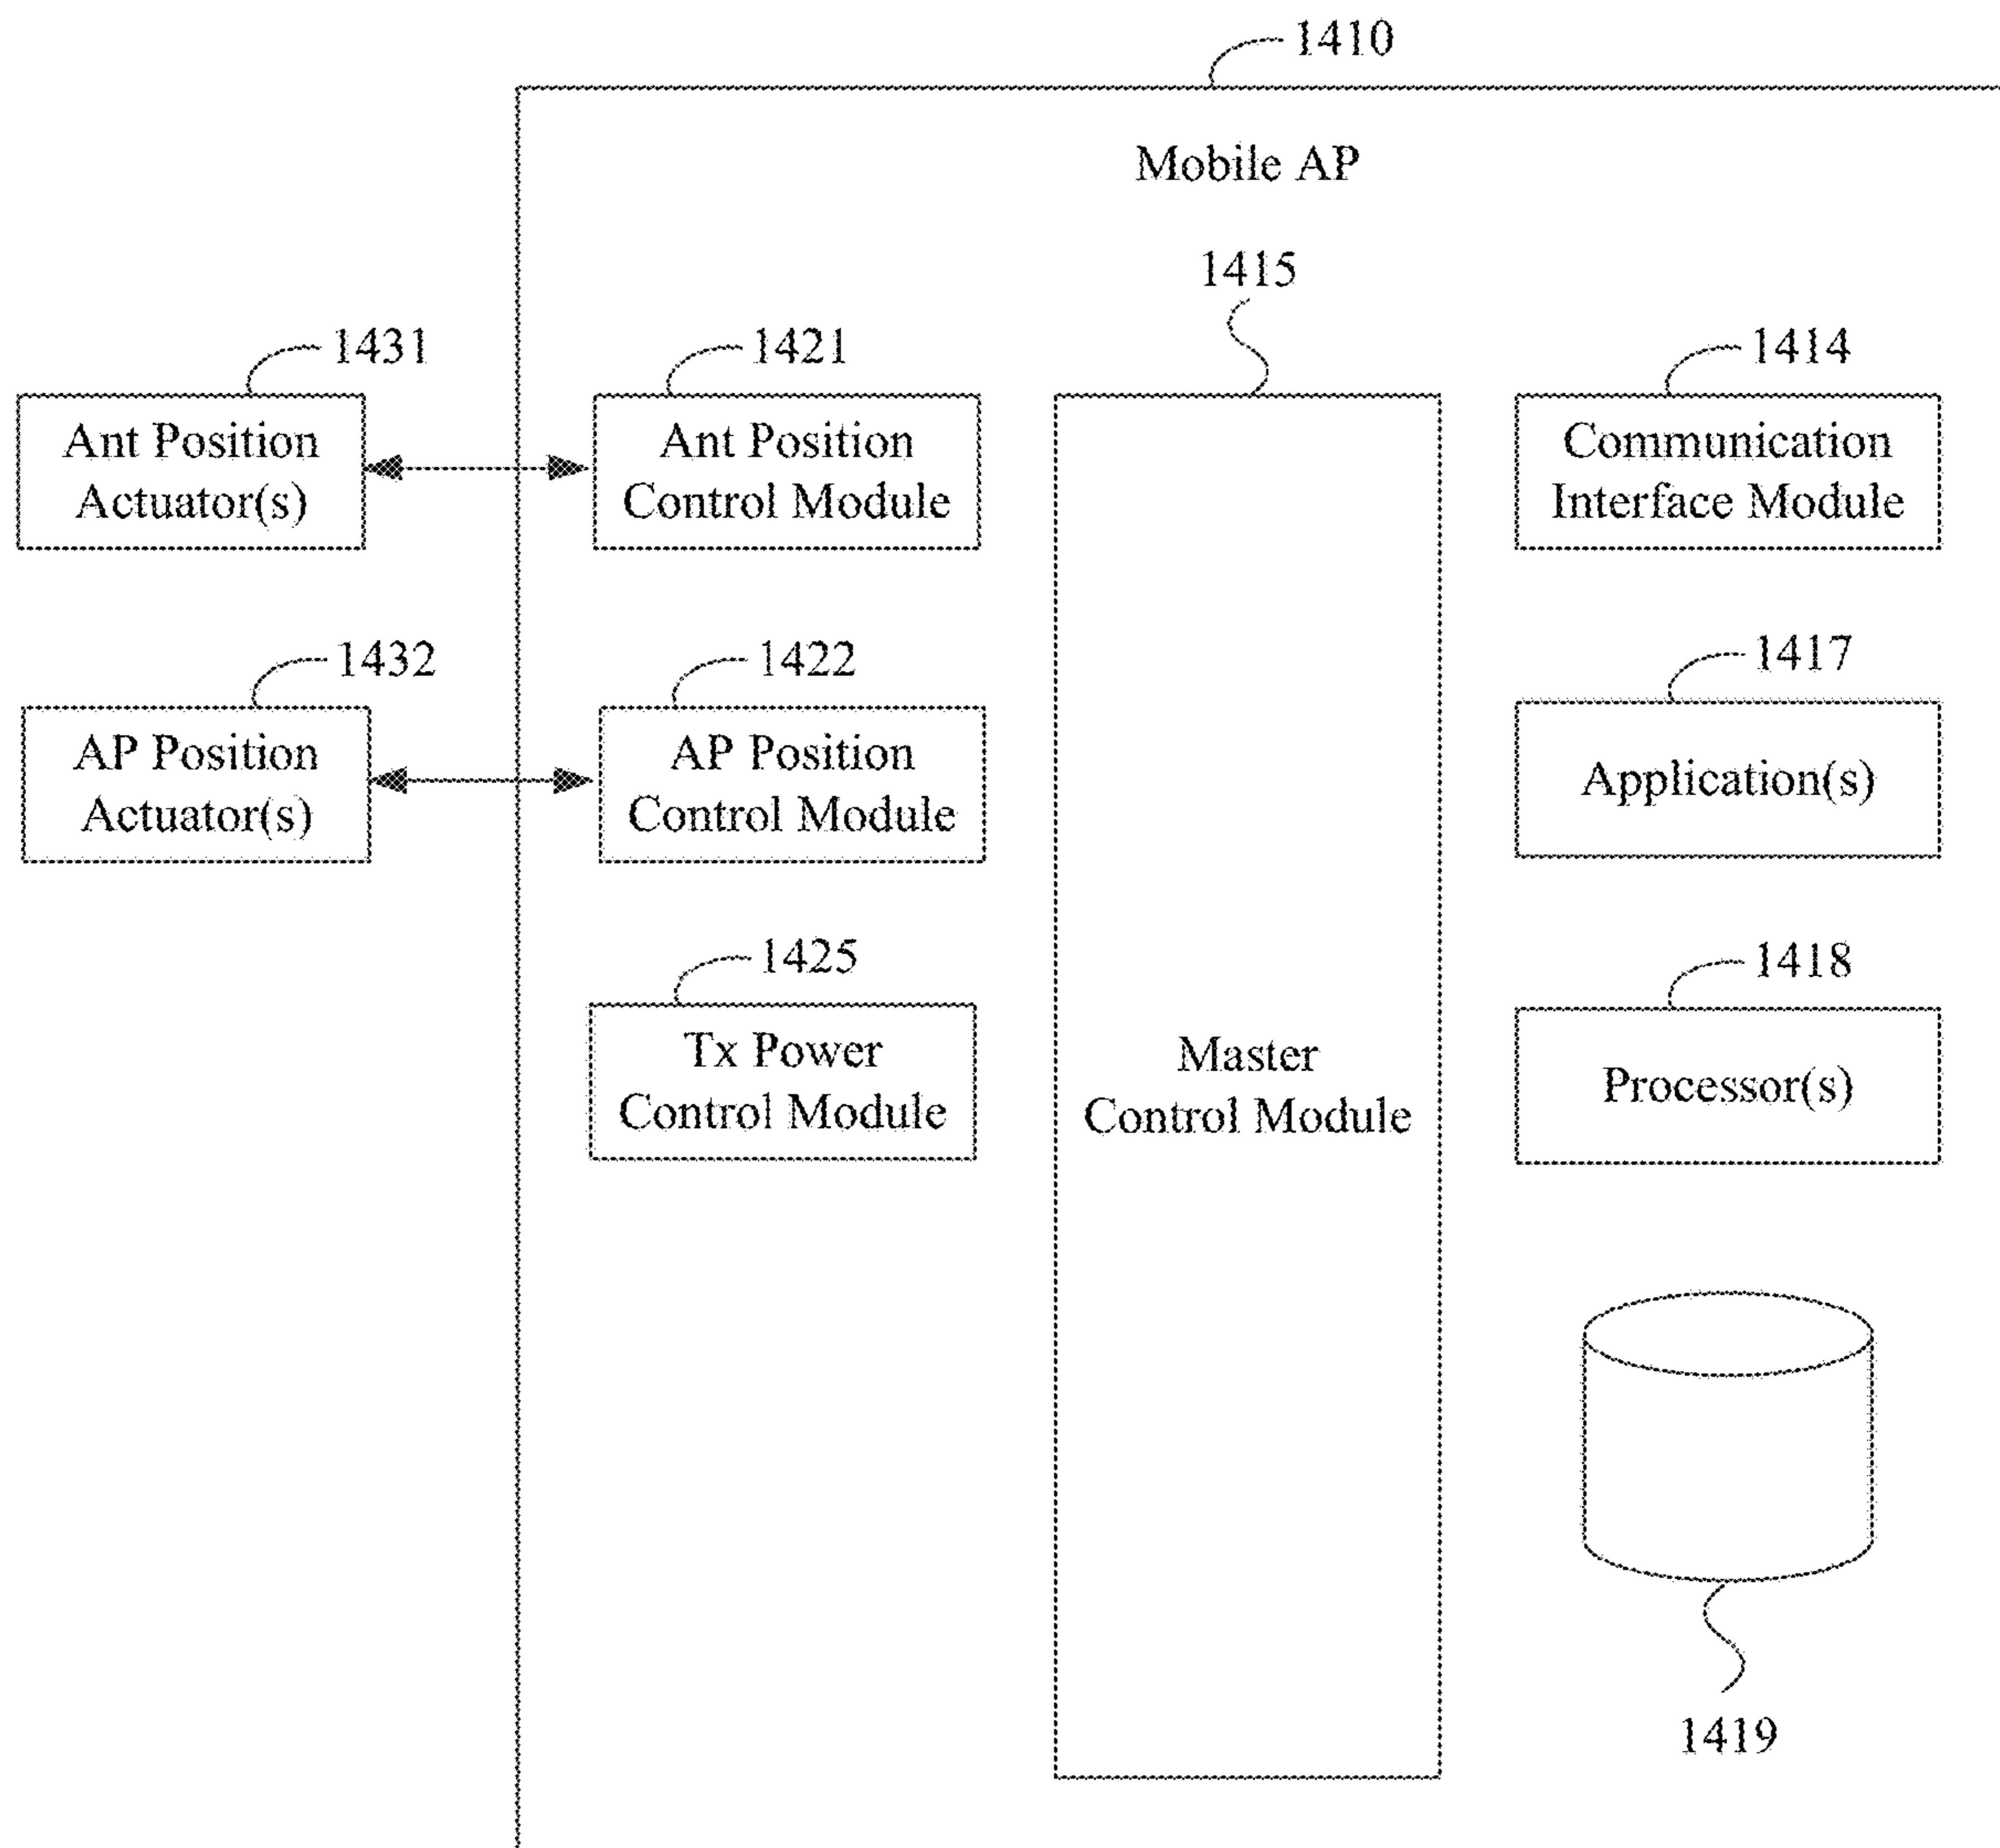 1410
Mobile AP
1415
1431
1421
1414
Ant Position
Actuator(s)
Ant Position
Control Module
Communication
Interface Module
1432
1422
1417
AP Position
Actuator(s)
AP Position
Control Module
Application(s)
1425
1418
Tx Power
Control Module
Master
Control Module
Processor(s)
1419